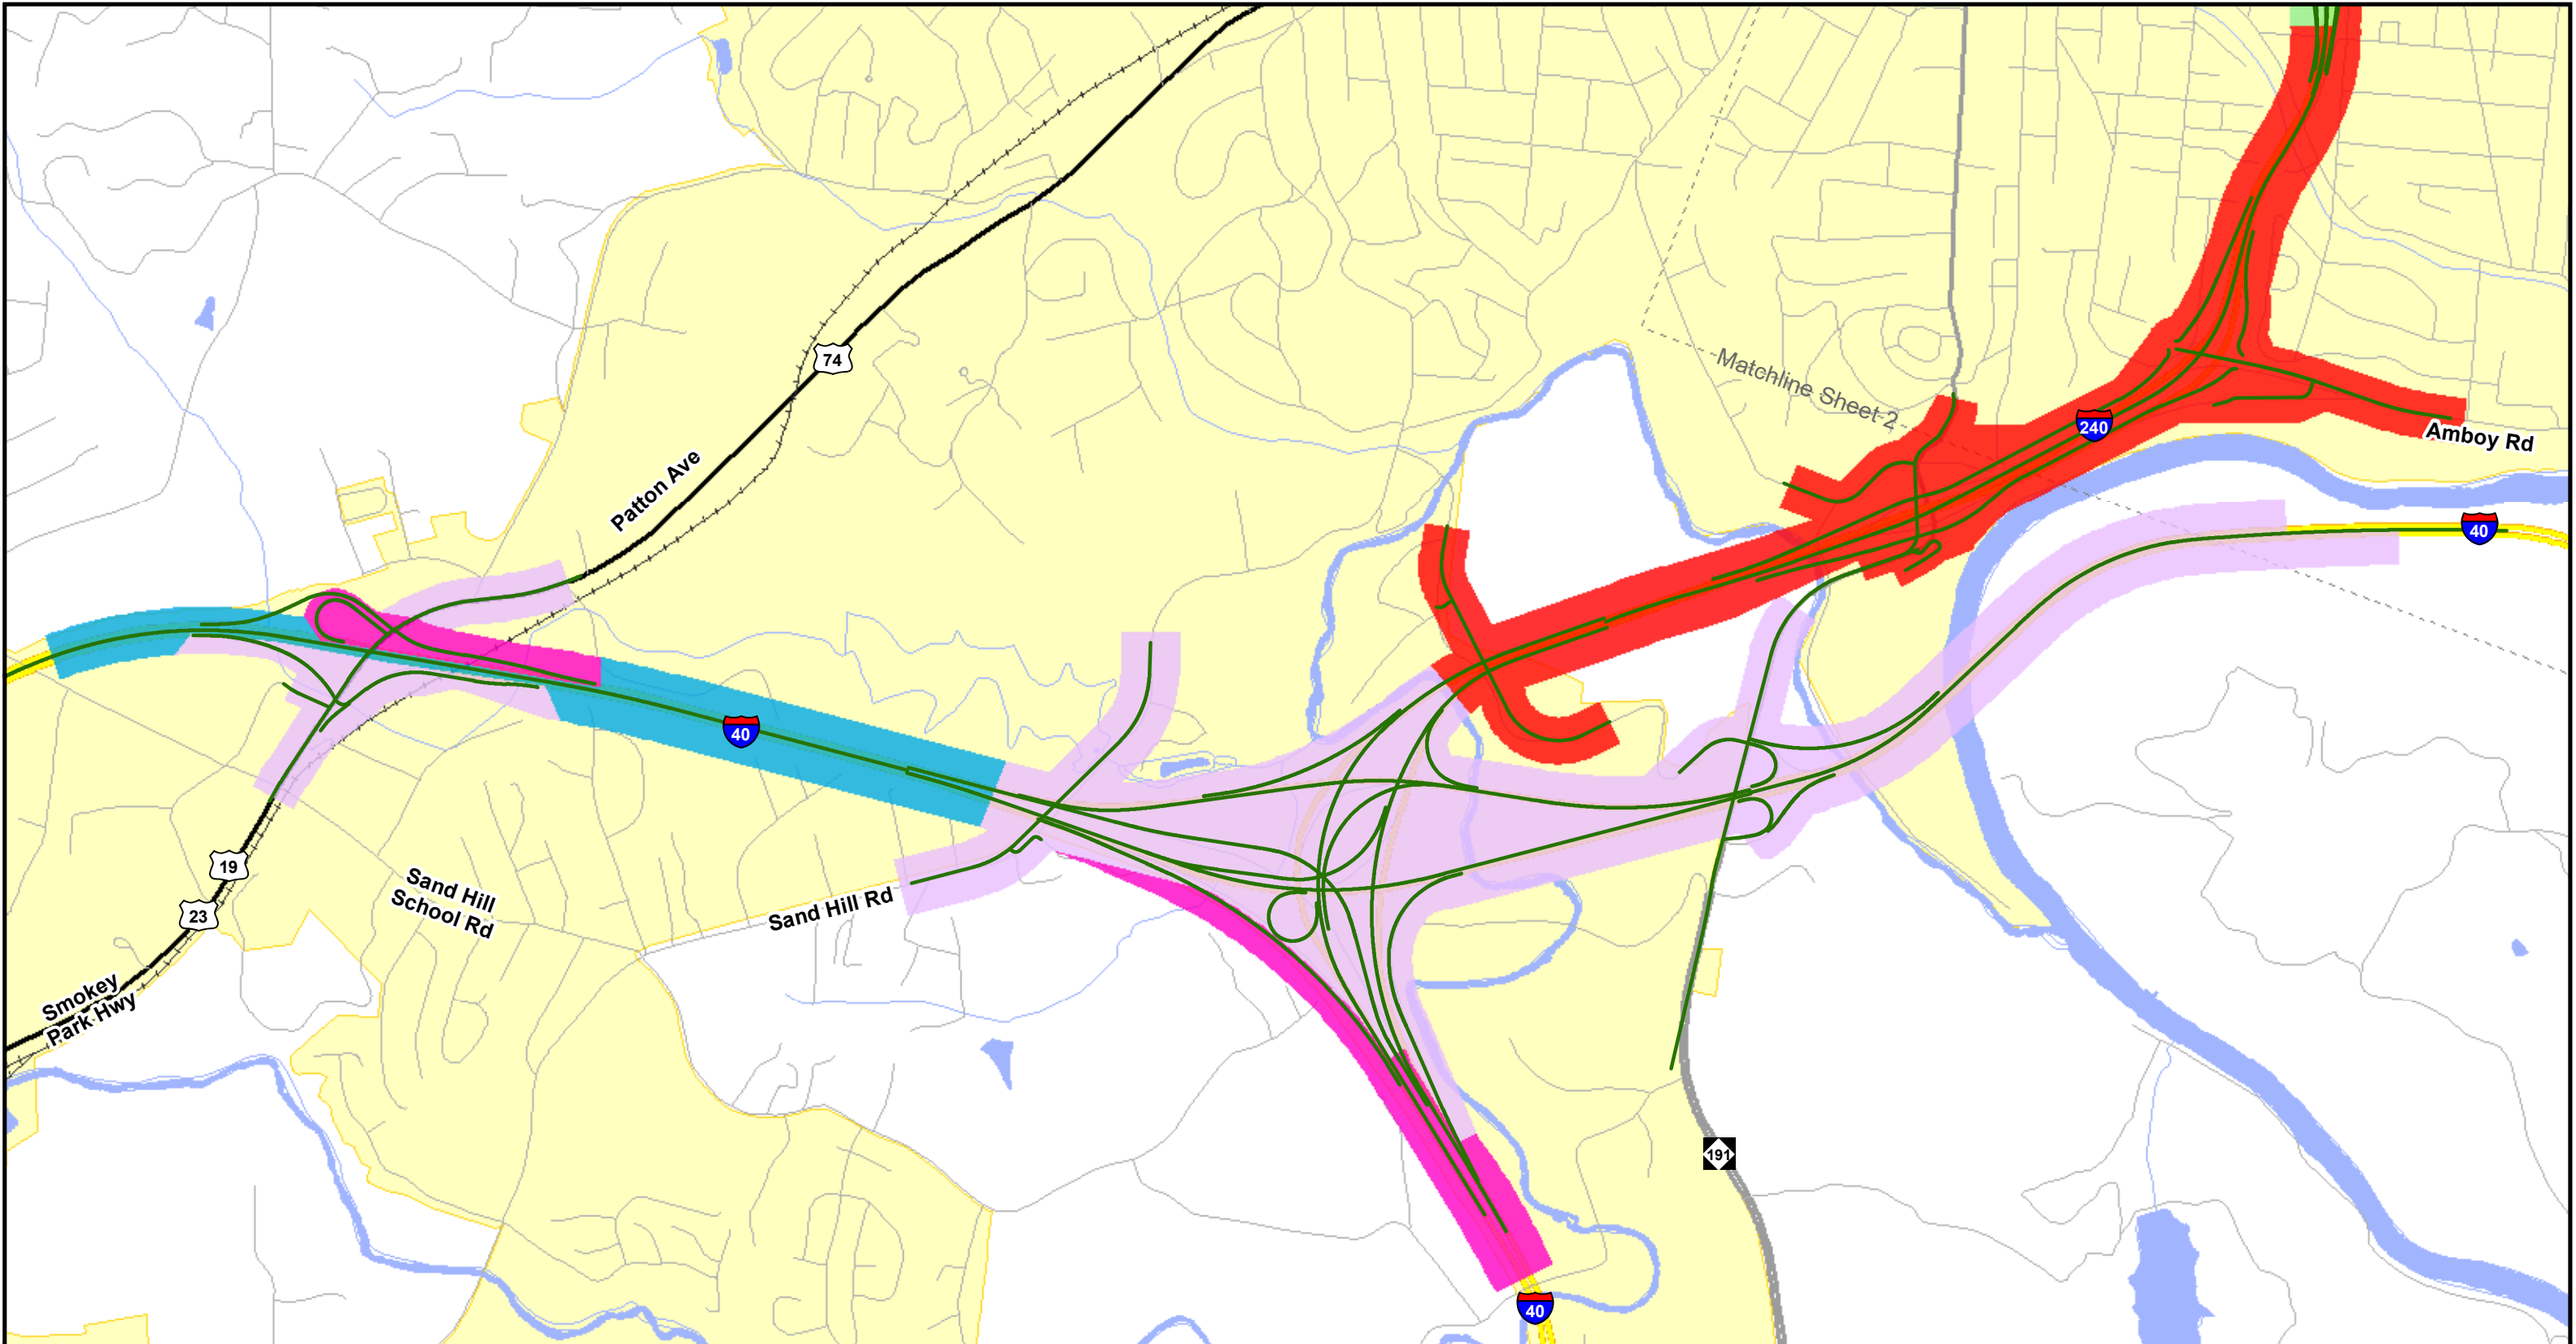 74
Matchline Sheet 2
240
Amboy Rd
40
Patton Ave
40
19
Sand Hill
School Rd
Sand Hill Rd
23
Smokey
Park Hwy
191
40